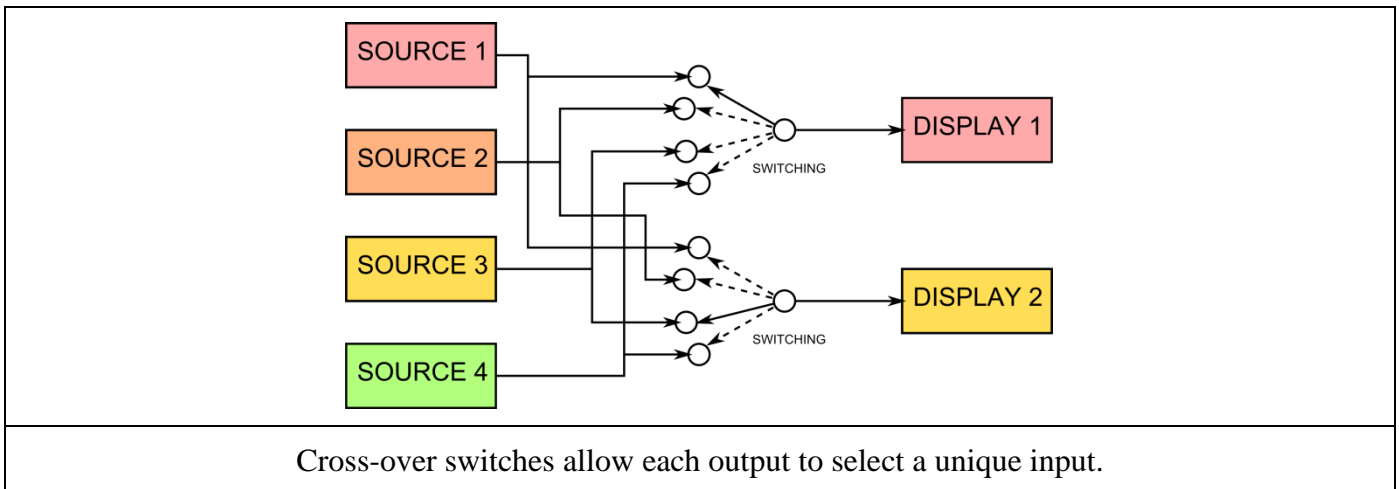 SOURCE 1
SOURCE 2
SOURCE 3
SOURCE 4
SWITCHING
DISPLAY 1
SWITCHING
DISPLAY 2
Cross-over switches allow each output to select a unique input.